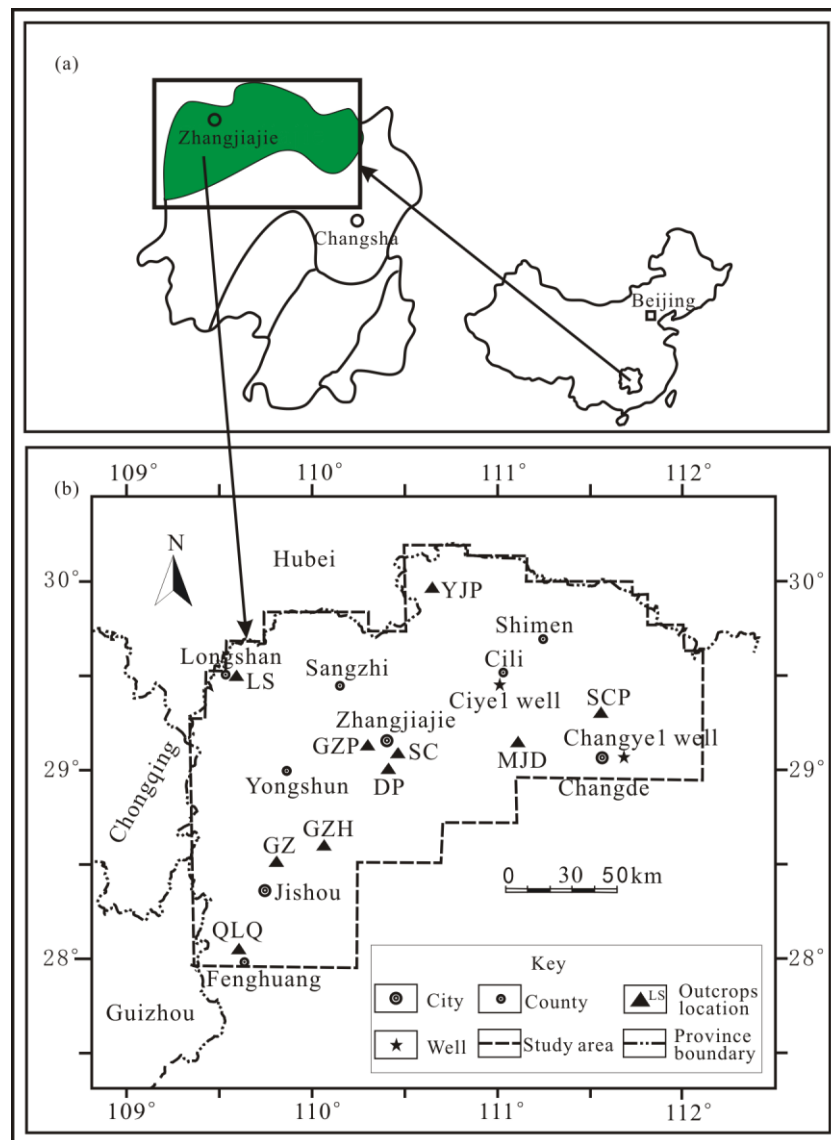 (a)
Zhangjiajie
Changsha
Beijing
109°
110°
111°
112°
(b)
N
Hubei
30°
30°
YJP
Shimen
Longshan
LS
Sangzhi
Cili
Ciye1 well
SCP
Zhangjiajie
GZP
SC
Changye1 well
MJD
29°
29°
DP
Yongshun
Changde
Chongqing
GZH
GZ
0 30 50km
Jishou
QLQ
28°
28°
Fenghuang
Guizhou
Key
City
County
LS
Outcrops
location
Well
Study area
Province
boundary
109°
110°
111°
112°